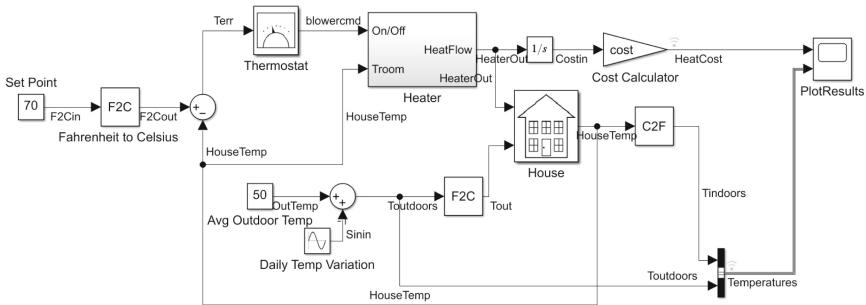 Terr
blowercmd
On/Off
Troom
HeatFlow
Heater
Thermostat
HeaterOut
HeaterOut
1/s
Costin
cost
Cost Calculator
HeatCost
PlotResults
Set Point
70
F2Cin
F2C
Fahrenheit to Celsius
F2Cout
HouseTemp
HouseTemp
House
HouseTemp
C2F
Tindoors
50
OutTemp
Avg Outdoor Temp
Sinin
Daily Temp Variation
Toutdoors
F2C
Tout
Toutdoors
Temperatures
HouseTemp